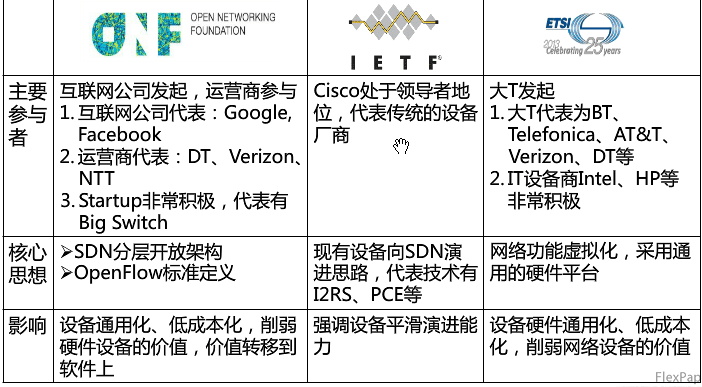 OPEN NETWORKING
FOUNDATION
ONF
I E T F®
ETSI
2013
Celebrating 25 years
主要
参与
者
互联网公司发起，运营商参与
1. 互联网公司代表：Google,
Facebook
2. 运营商代表：DT、Verizon、
NTT
3. Startup非常积极，代表有
Big Switch
Cisco处于领导者地
位，代表传统的设备
厂商
大T发起
1. 大T代表为BT、
Telefonica、AT&T、
Verizon、DT等
2. IT设备商Intel、HP等
非常积极
核心
思想
➢SDN分层开放架构
➢OpenFlow标准定义
现有设备向SDN演
进思路，代表技术有
I2RS、PCE等
网络功能虚拟化，采用通
用的硬件平台
影响
设备通用化、低成本化，削弱
硬件设备的价值，价值转移到
软件上
强调设备平滑演进能
力
设备硬件通用化、低成本
化，削弱网络设备的价值
FlexPap